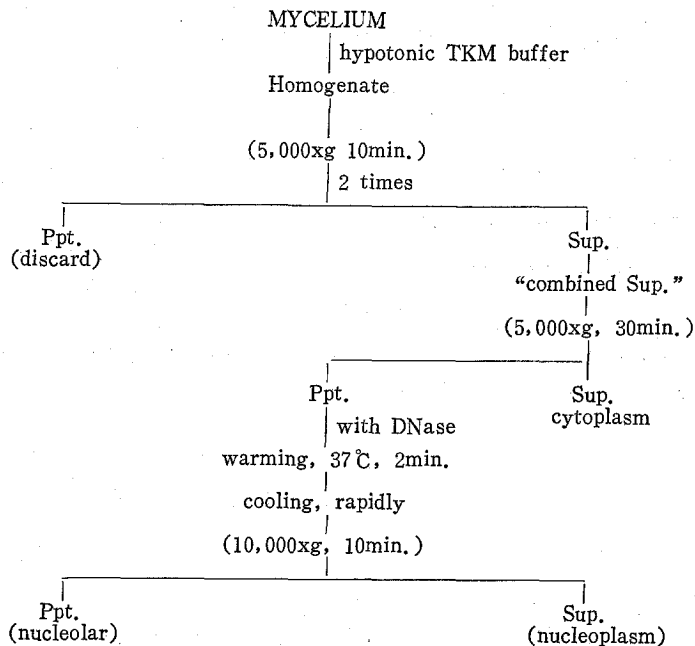 MYCELIUM
hypotonic TKM buffer
Homogenate
(5,000xg 10min.)
2 times
Ppt.
(discard)
Sup.
“combined Sup.”
(5,000xg, 30min.)
Ppt.
Sup.
cytoplasm
with DNase
warming, 37℃, 2min.
cooling, rapidly
(10,000xg, 10min.)
Ppt.
(nucleolar)
Sup.
(nucleoplasm)